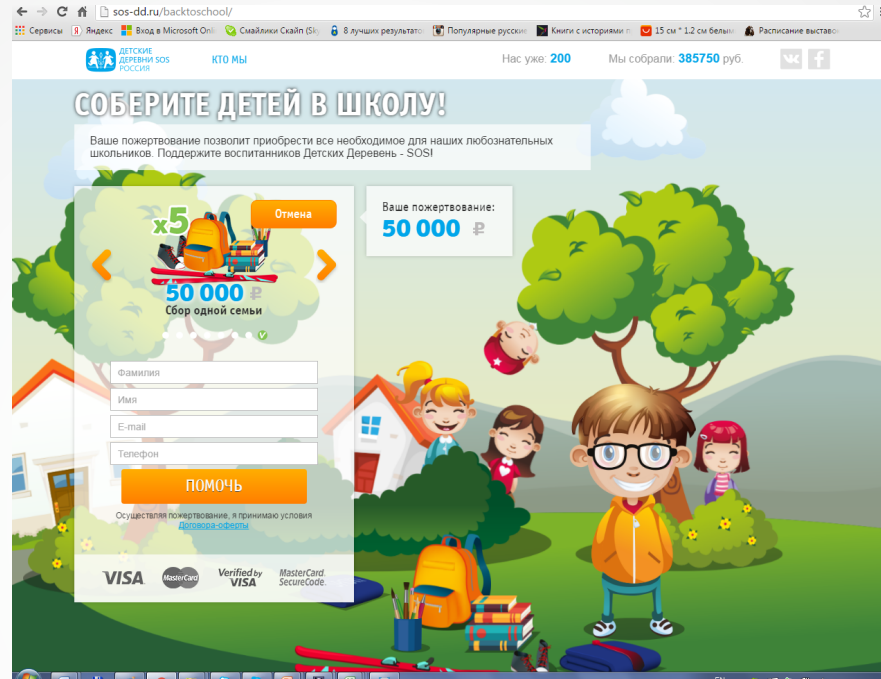 sos-dd.ru/backtoschool/
Сервисы Яндекс Вход в Microsoft Onli Смайлики Скайп (Sky 8 лучших результато Популярные русские Книги с историями п 15 см * 1.2 см белый Расписание выставо
ДЕТСКИЕ
ДЕРЕВНИ SOS
РОССИЯ
КТО МЫ
Нас уже: 200
Мы собрали: 385750 руб.
СОБЕРИТЕ ДЕТЕЙ В ШКОЛУ!
Ваше пожертвование позволит приобрести все необходимое для наших любознательных
школьников. Поддержите воспитанников Детских Деревень - SOS!
x5
Отмена
50 000 ₽
Сбор одной семьи
Ваше пожертвование:
50 000 ₽
Фамилия
Имя
E-mail
Телефон
ПОМОЧЬ
Осуществляя пожертвование, я принимаю условия
Договора-оферты
VISA MasterCard Verified by VISA MasterCard. SecureCode.